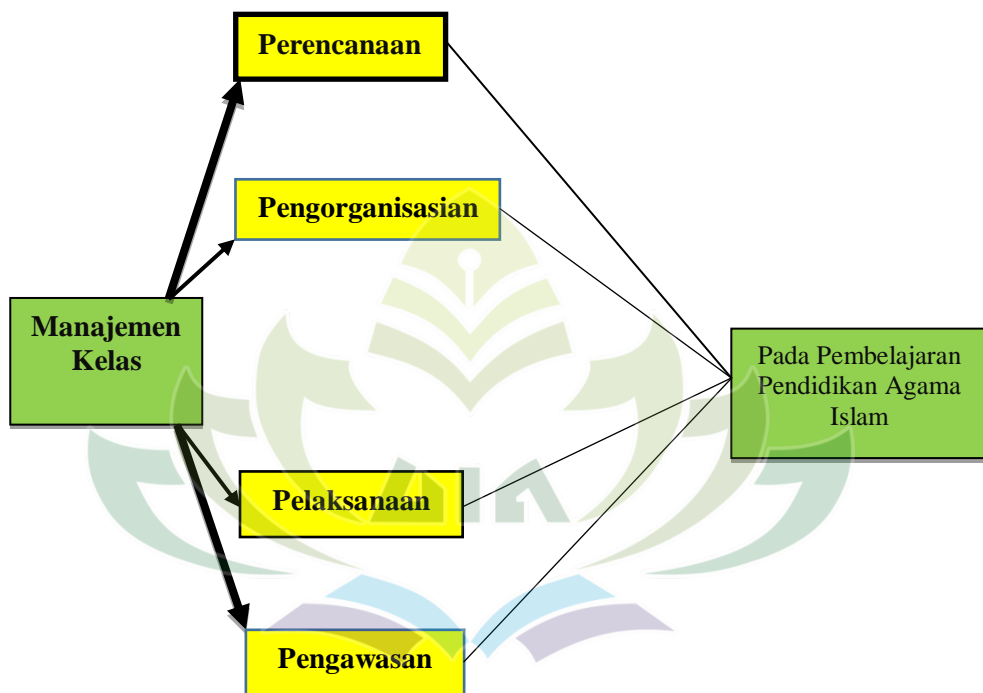 Perencanaan
Pengorganisasian
Manajemen
Kelas
Pada Pembelajaran
Pendidikan Agama
Islam
Pelaksanaan
Pengawasan